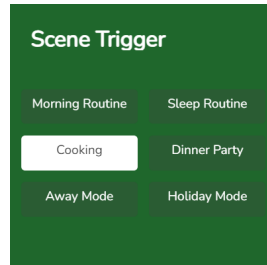 Scene Trigger
Morning Routine
Sleep Routine
Cooking
Dinner Party
Away Mode
Holiday Mode